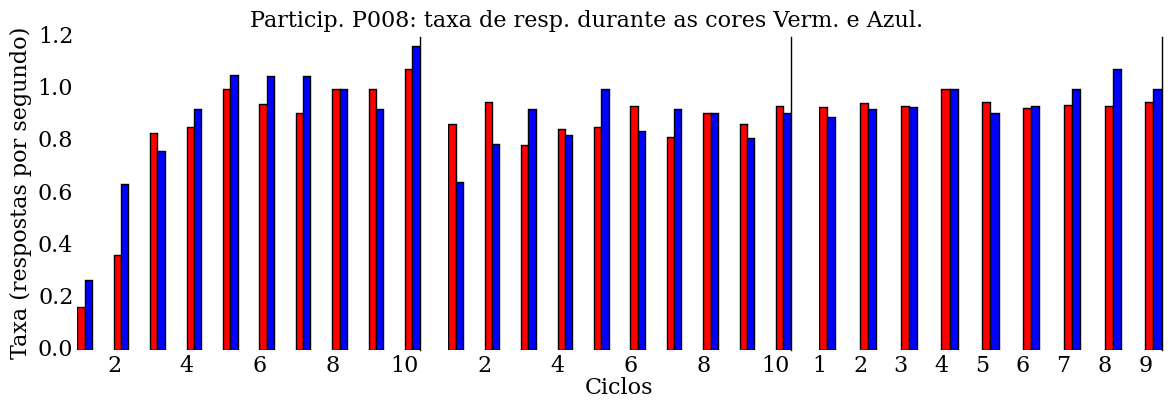 Particip. P008: taxa de resp. durante as cores Verm. e Azul.
Taxa (respostas por segundo)
1.2
1.0
0.8
0.6
0.4
0.2
0.0
2 4 6 8 10 2 4 6 8 10 1 2 3 4 5 6 7 8 9
Ciclos